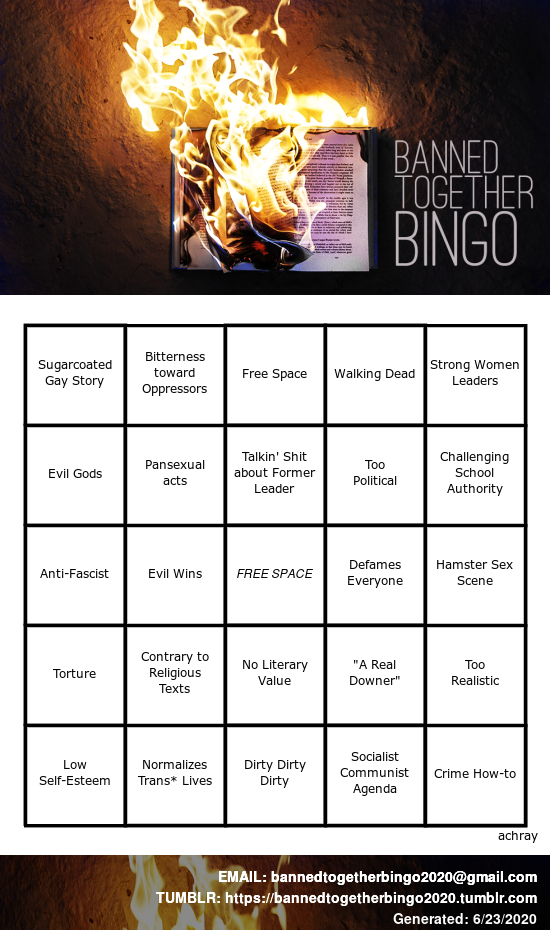 BANNED
TOGETHER
BINGO
Sugarcoated
Gay Story
Bitterness
toward
Oppressors
Free Space
Walking Dead
Strong Women
Leaders
Evil Gods
Pansexual
acts
Talkin' Shit
about Former
Leader
Too
Political
Challenging
School
Authority
Anti-Fascist
Evil Wins
FREE SPACE
Defames
Everyone
Hamster Sex
Scene
Torture
Contrary to
Religious
Texts
No Literary
Value
"A Real
Downer"
Too
Realistic
Low
Self-Esteem
Normalizes
Trans* Lives
Dirty Dirty
Dirty
Socialist
Communist
Agenda
Crime How-to
achray
EMAIL: bannedtogetherbingo2020@gmail.com
TUMBLR: https://bannedtogetherbingo2020.tumblr.com
Generated: 6/23/2020